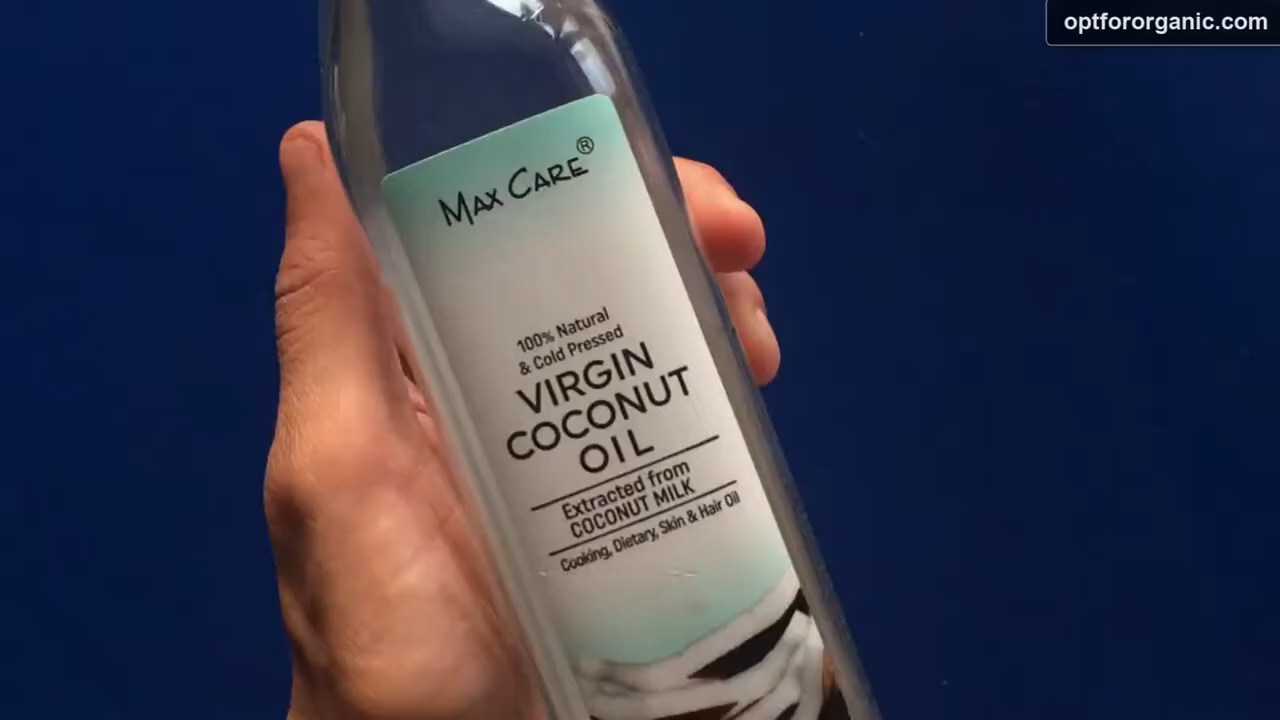 optfororganic.com
MAX CARE®
100% Natural
& Cold Pressed
VIRGIN
COCONUT
OIL
Extracted from
COCONUT MILK
Cooking, Dietary, Skin & Hair Oil